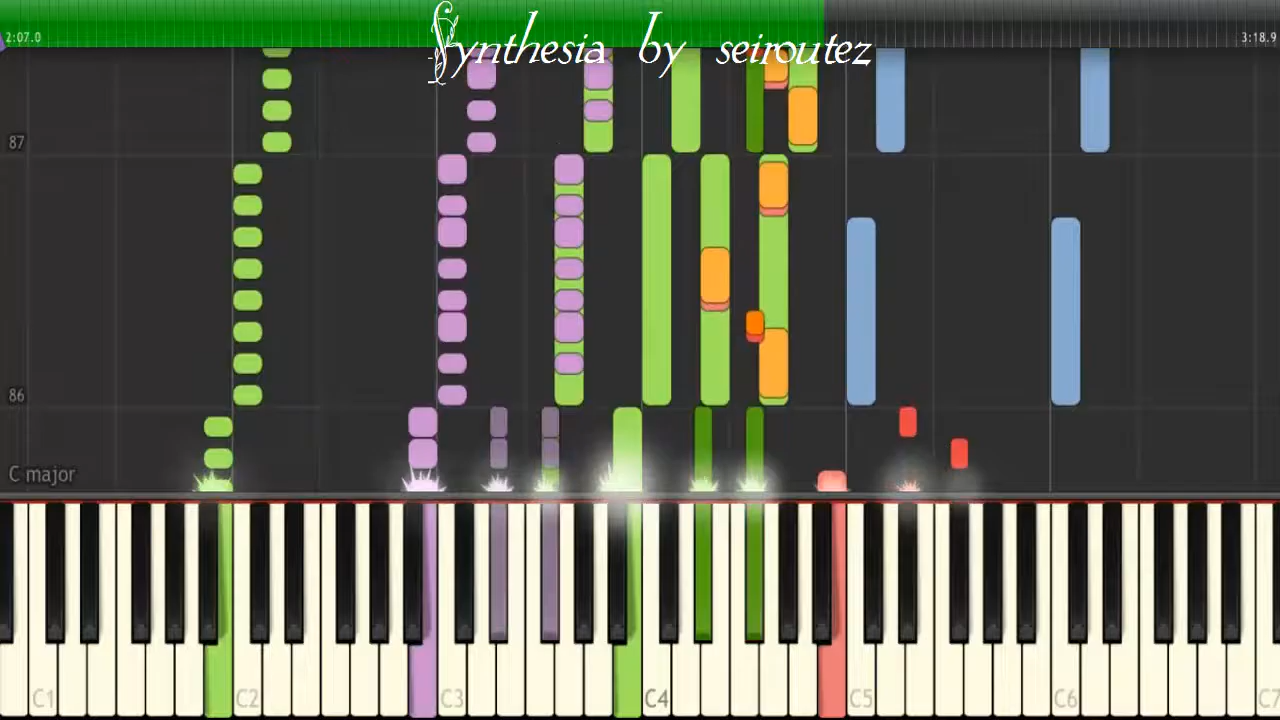 Synthesia by seiroutez
2:07.0
3:18.9
87
86
C major
C1 C2 C3 C4 C5 C6 C7